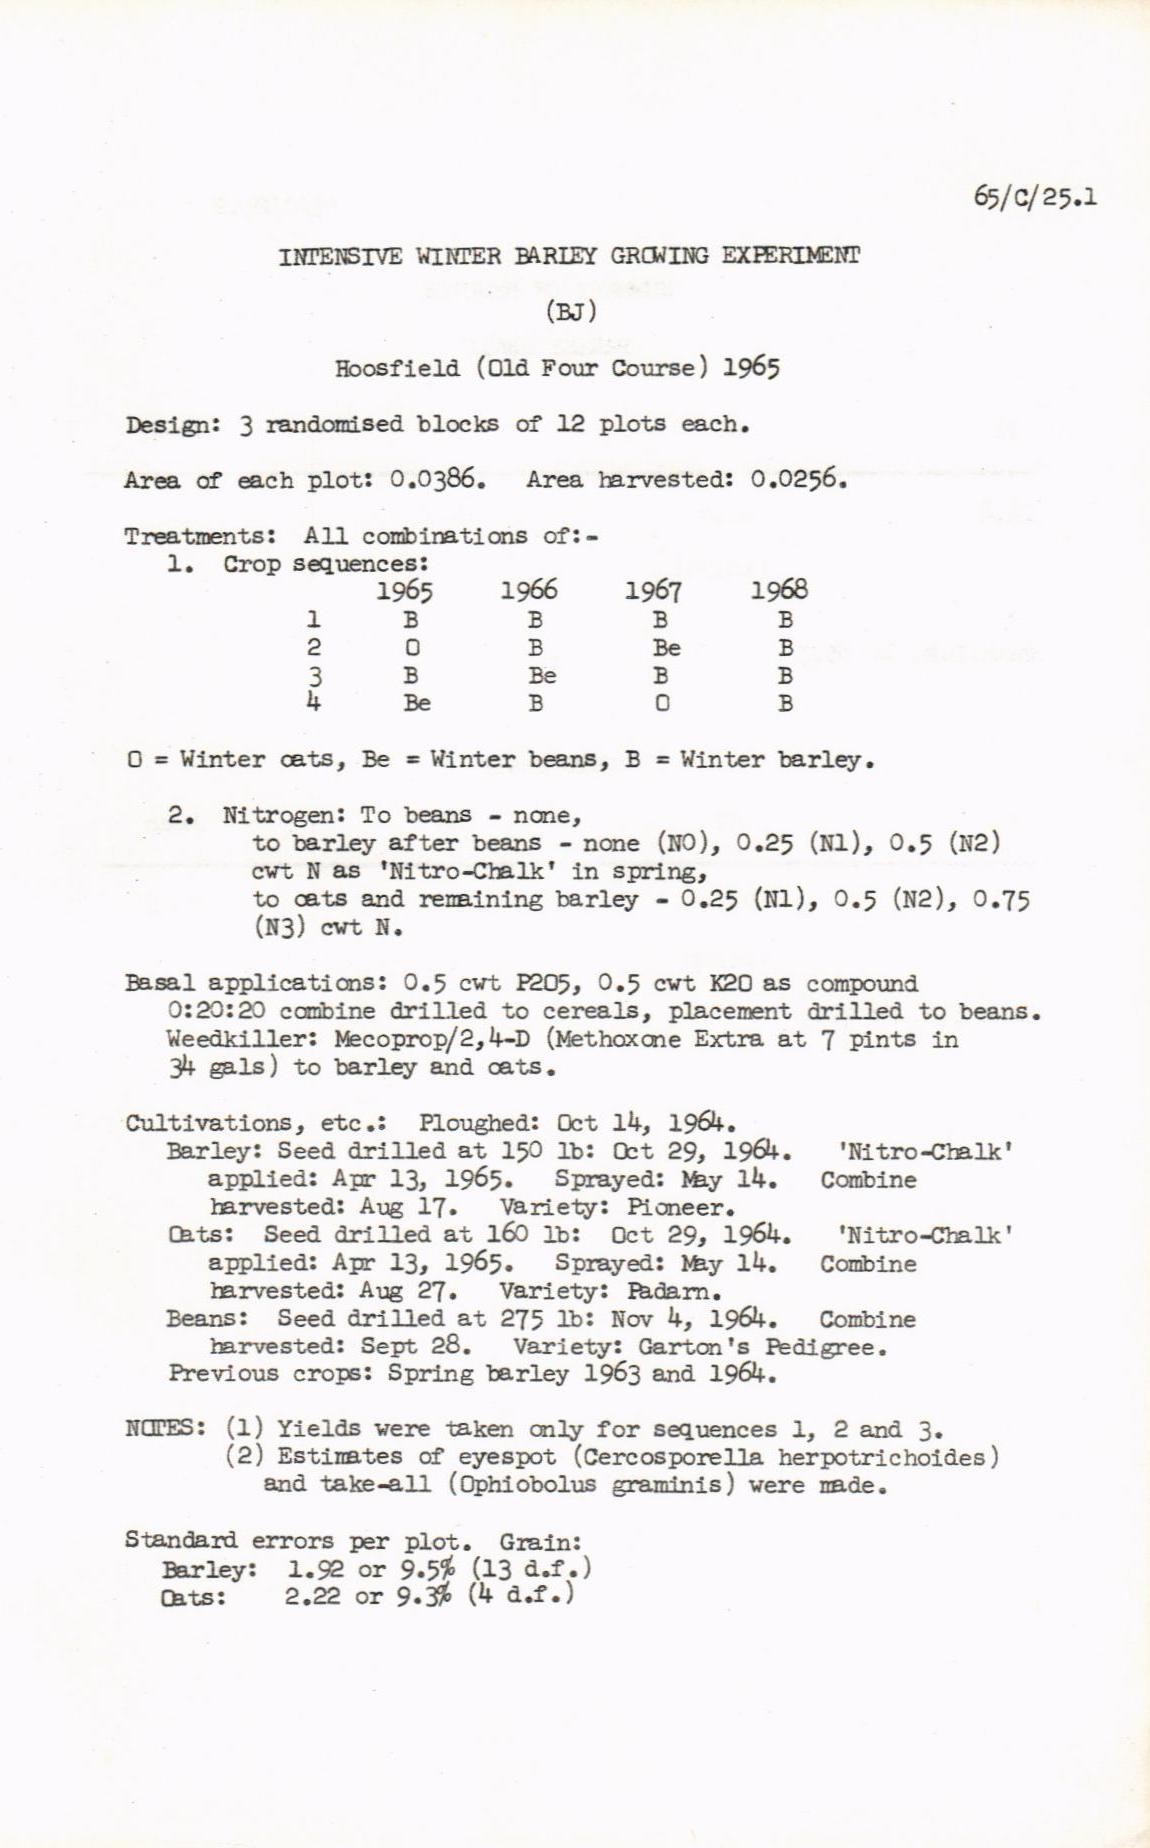 65/C/25.1
INTENSIVE WINTER BARLEY GROWING EXPERIMENT
(BJ)
Hoosfield (Old Four Course) 1965
Design: 3 randomised blocks of 12 plots each.
Area of each plot: 0.0386. Area harvested: 0.0256.
Treatments: All combinations of:-
1. Crop sequences:
1965 1966 1967 1968
1 B B B B
2 O B Be B
3 B Be B B
4 Be B O B
O = Winter oats, Be = Winter beans, B = Winter barley.
2. Nitrogen: To beans - none,
to barley after beans - none (N0), 0.25 (N1), 0.5 (N2)
cwt N as 'Nitro-Chalk' in spring,
to oats and remaining barley - 0.25 (N1), 0.5 (N2), 0.75
(N3) cwt N.
Basal applications: 0.5 cwt P2O5, 0.5 cwt K2O as compound
0:20:20 combine drilled to cereals, placement drilled to beans.
Weedkiller: Mecoprop/2,4-D (Methoxone Extra at 7 pints in
34 gals) to barley and oats.
Cultivations, etc.: Ploughed: Oct 14, 1964.
Barley: Seed drilled at 150 lb: Oct 29, 1964. 'Nitro-Chalk'
applied: Apr 13, 1965. Sprayed: May 14. Combine
harvested: Aug 17. Variety: Pioneer.
Oats: Seed drilled at 160 lb: Oct 29, 1964. 'Nitro-Chalk'
applied: Apr 13, 1965. Sprayed: May 14. Combine
harvested: Aug 27. Variety: Padarn.
Beans: Seed drilled at 275 lb: Nov 4, 1964. Combine
harvested: Sept 28. Variety: Garton's Pedigree.
Previous crops: Spring barley 1963 and 1964.
NOTES: (1) Yields were taken only for sequences 1, 2 and 3.
(2) Estimates of eyespot (Cercosporella herpotrichoides)
and take-all (Ophiobolus graminis) were made.
Standard errors per plot. Grain:
Barley: 1.92 or 9.5% (13 d.f.)
Oats: 2.22 or 9.3% (4 d.f.)